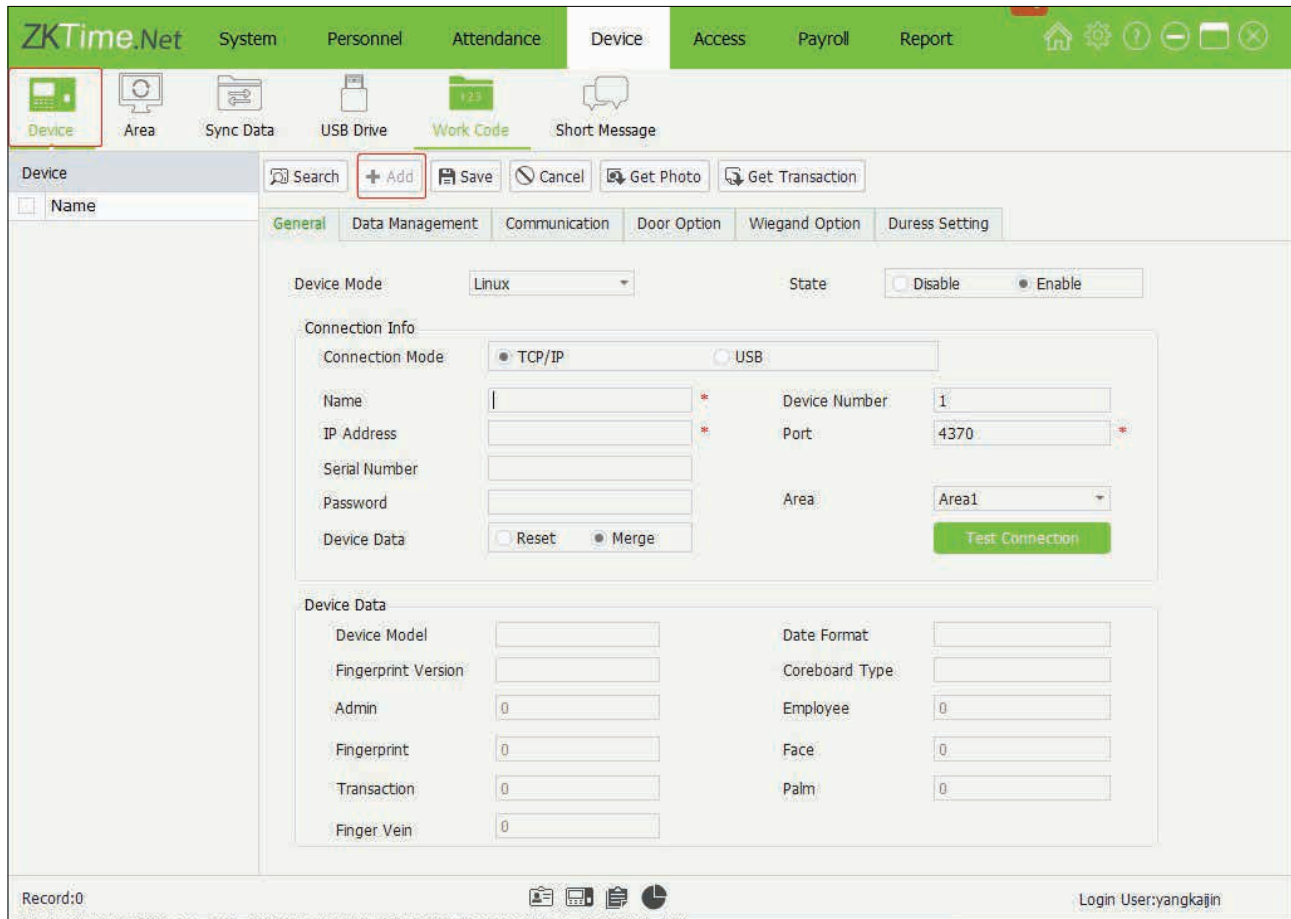 ZKTime.Net System Personnel Attendance Device Access Payroll Report
Device Area Sync Data USB Drive Work Code Short Message
123
Device
Name
Search + Add Save Cancel Get Photo Get Transaction
General Data Management Communication Door Option Wiegand Option Duress Setting
Device Mode Linux State Disable Enable
Connection Info
Connection Mode TCP/IP USB
Name * Device Number 1
IP Address * Port 4370 *
Serial Number
Password Area Area1
Device Data Reset Merge Test Connection
Device Data
Device Model Date Format
Fingerprint Version Coreboard Type
Admin 0 Employee 0
Fingerprint 0 Face 0
Transaction 0 Palm 0
Finger Vein 0
Record:0 Login User:yangkaijin